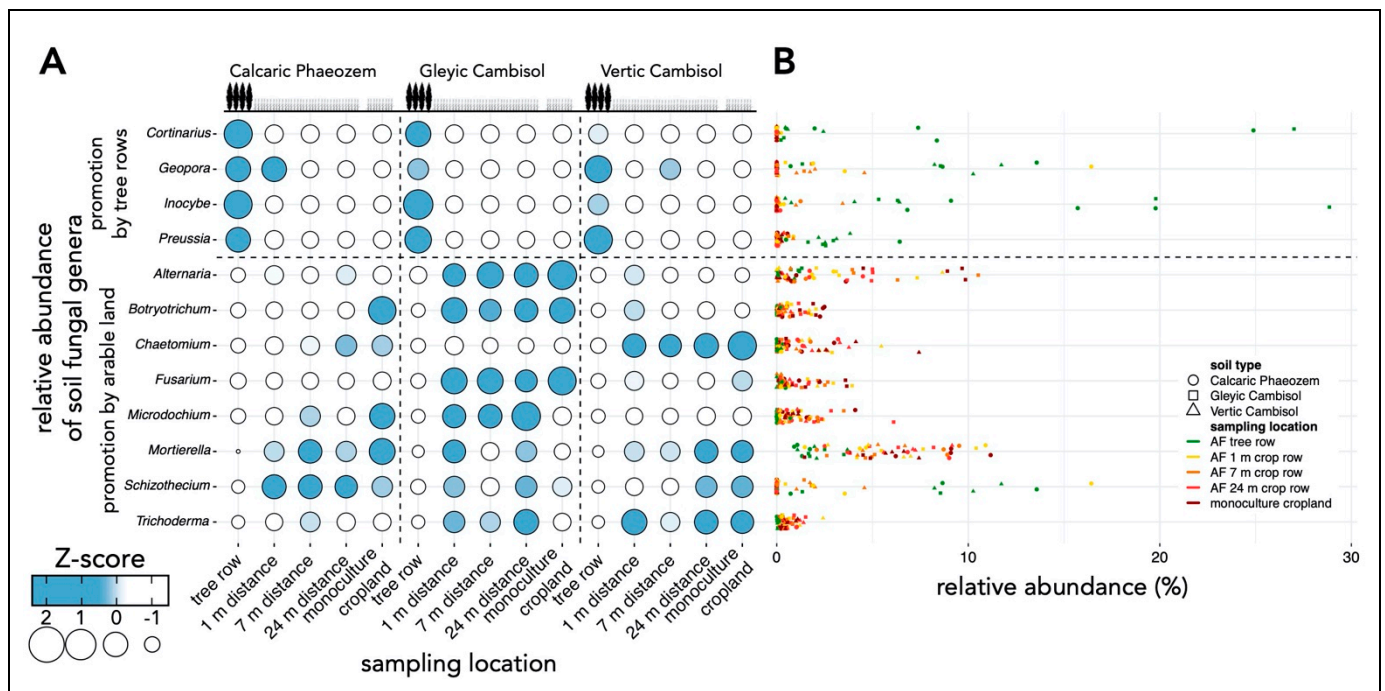 A
B
Calcaric Phaeozem
Gleyic Cambisol
Vertic Cambisol
relative abundance
of soil fungal genera
promotion
by tree rows
promotion by arable land
Cortinarius
Geopora
Inocybe
Preussia
Alternaria
Botryotrichum
Chaetomium
Fusarium
Microdochium
Mortierella
Schizothecium
Trichoderma
tree row
1 m distance
7 m distance
24 m distance
monoculture
cropland
tree row
1 m distance
7 m distance
24 m distance
monoculture
cropland
tree row
1 m distance
7 m distance
24 m distance
monoculture
cropland
sampling location
Z-score
2 1 0 -1
soil type
Calcaric Phaeozem
Gleyic Cambisol
Vertic Cambisol
sampling location
AF tree row
AF 1 m crop row
AF 7 m crop row
AF 24 m crop row
monoculture cropland
0 10 20 30
relative abundance (%)